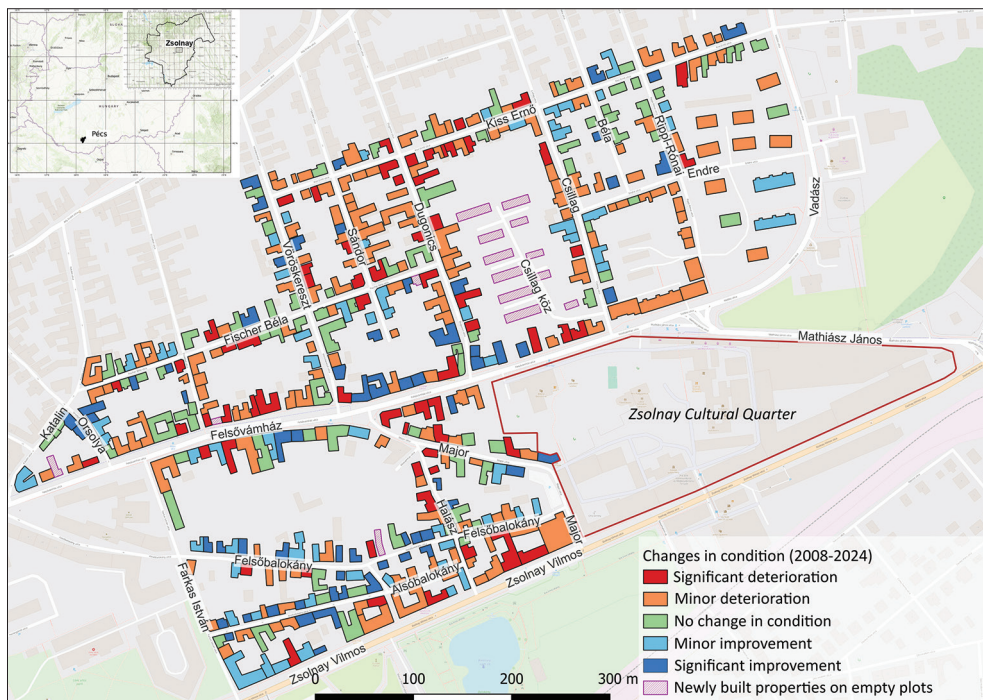 Zsolnay
HUNGARY
Pécs
Kiss Ernő
Béla
Rippl-Rónai
Endre
Csillag
Vadász
Dugonics
Sándor
Vöröskereszt
Csillag köz
Fischer Béla
Mathiász János
Katalin
Orsolya
Felsővámház
Zsolnay Cultural Quarter
Major
Halász
Felsőbalokány
Major
Felsőbalokány
Alsóbalokány
Zsolnay Vilmos
Farkas István
Zsolnay Vilmos
0 100 200 300 m
Changes in condition (2008-2024)
Significant deterioration
Minor deterioration
No change in condition
Minor improvement
Significant improvement
Newly built properties on empty plots